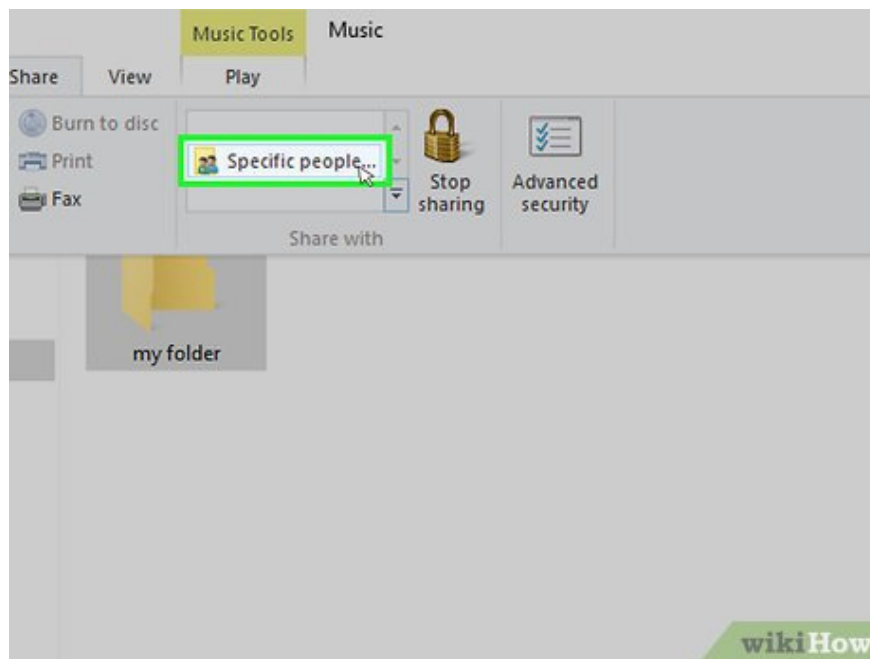 Music Tools Music
Share View Play
Burn to disc
Print
Fax
Specific people...
Stop
sharing
Advanced
security
Share with
my folder
wikiHow